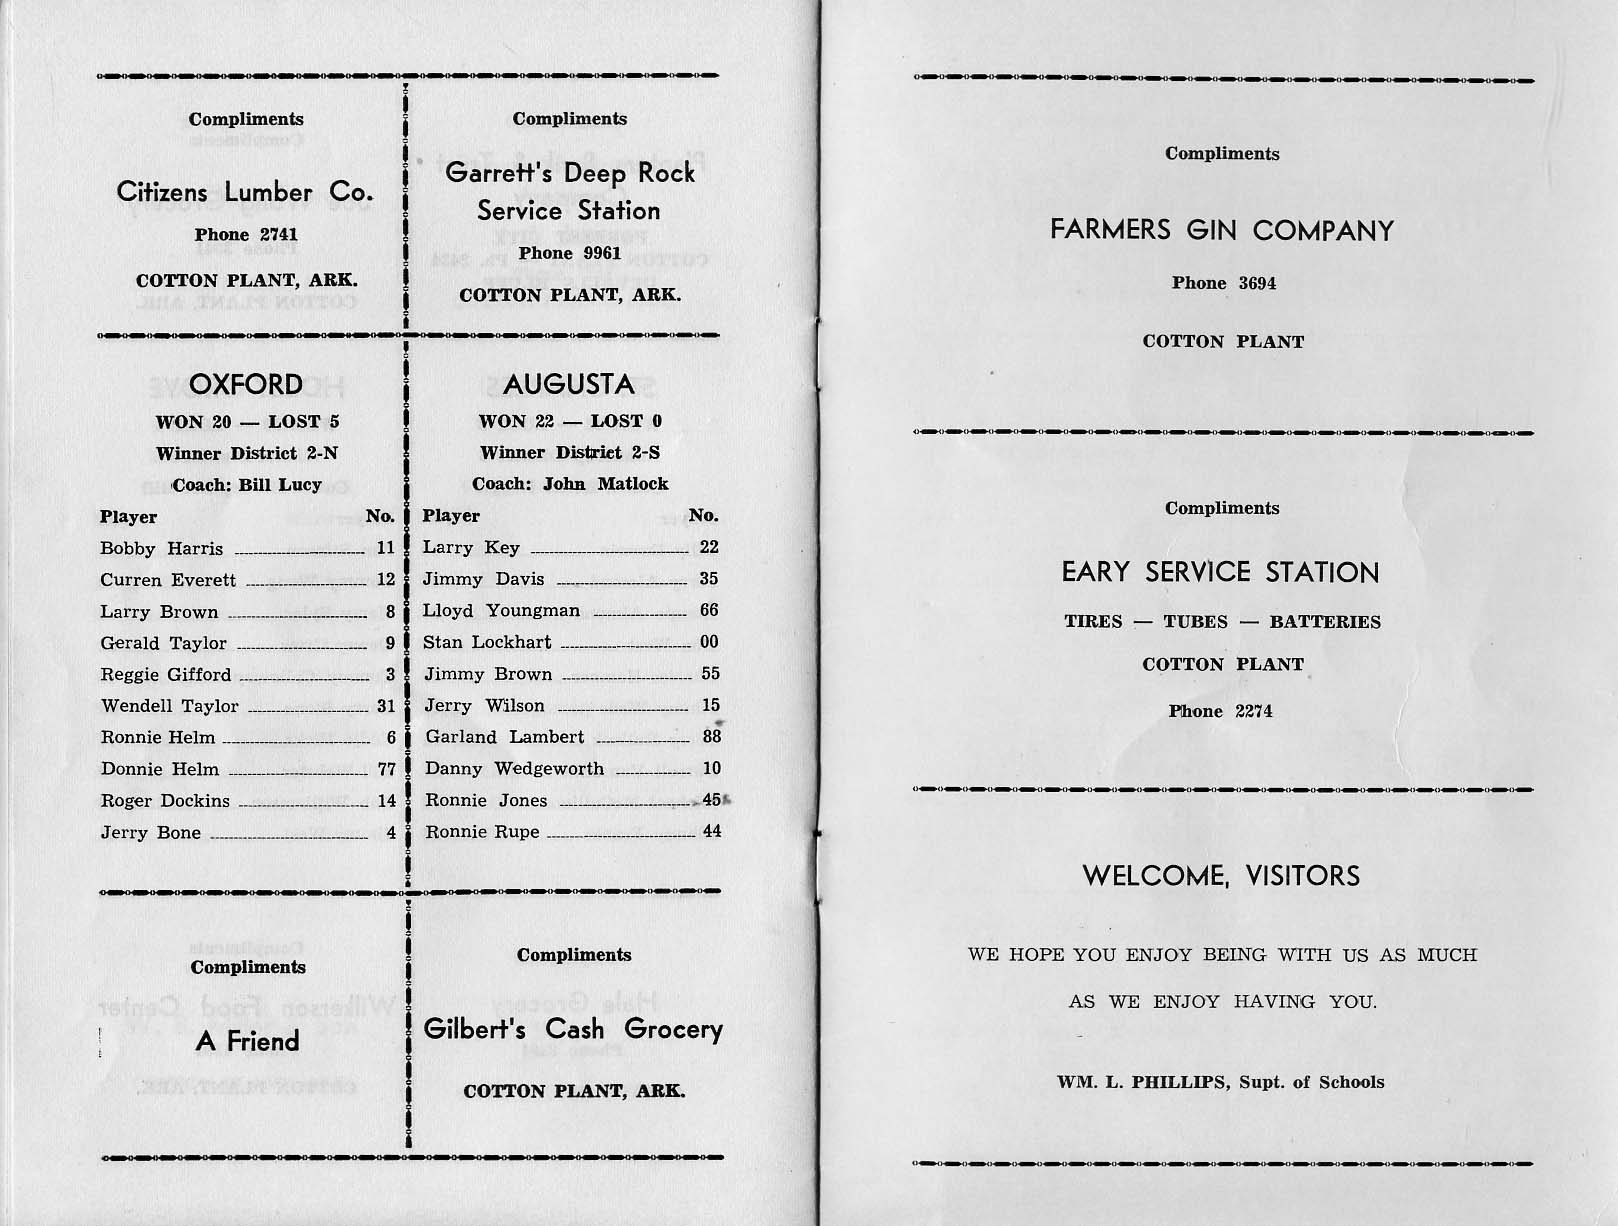 Compliments
Citizens Lumber Co.
Phone 2741
COTTON PLANT, ARK.
Compliments
Garrett's Deep Rock
Service Station
Phone 9961
COTTON PLANT, ARK.
OXFORD
WON 20 — LOST 5
Winner District 2-N
Coach: Bill Lucy
Player No.
Bobby Harris 11
Curren Everett 12
Larry Brown 8
Gerald Taylor 9
Reggie Gifford 3
Wendell Taylor 31
Ronnie Helm 6
Donnie Helm 77
Roger Dockins 14
Jerry Bone 4
AUGUSTA
WON 22 — LOST 0
Winner District 2-S
Coach: John Matlock
Player No.
Larry Key 22
Jimmy Davis 35
Lloyd Youngman 66
Stan Lockhart 00
Jimmy Brown 55
Jerry Wilson 15
Garland Lambert 88
Danny Wedgeworth 10
Ronnie Jones 45
Ronnie Rupe 44
Compliments
A Friend
Compliments
Gilbert's Cash Grocery
COTTON PLANT, ARK.
Compliments
FARMERS GIN COMPANY
Phone 3694
COTTON PLANT
Compliments
EARY SERVICE STATION
TIRES — TUBES — BATTERIES
COTTON PLANT
Phone 2274
WELCOME, VISITORS
WE HOPE YOU ENJOY BEING WITH US AS MUCH
AS WE ENJOY HAVING YOU.
WM. L. PHILLIPS, Supt. of Schools